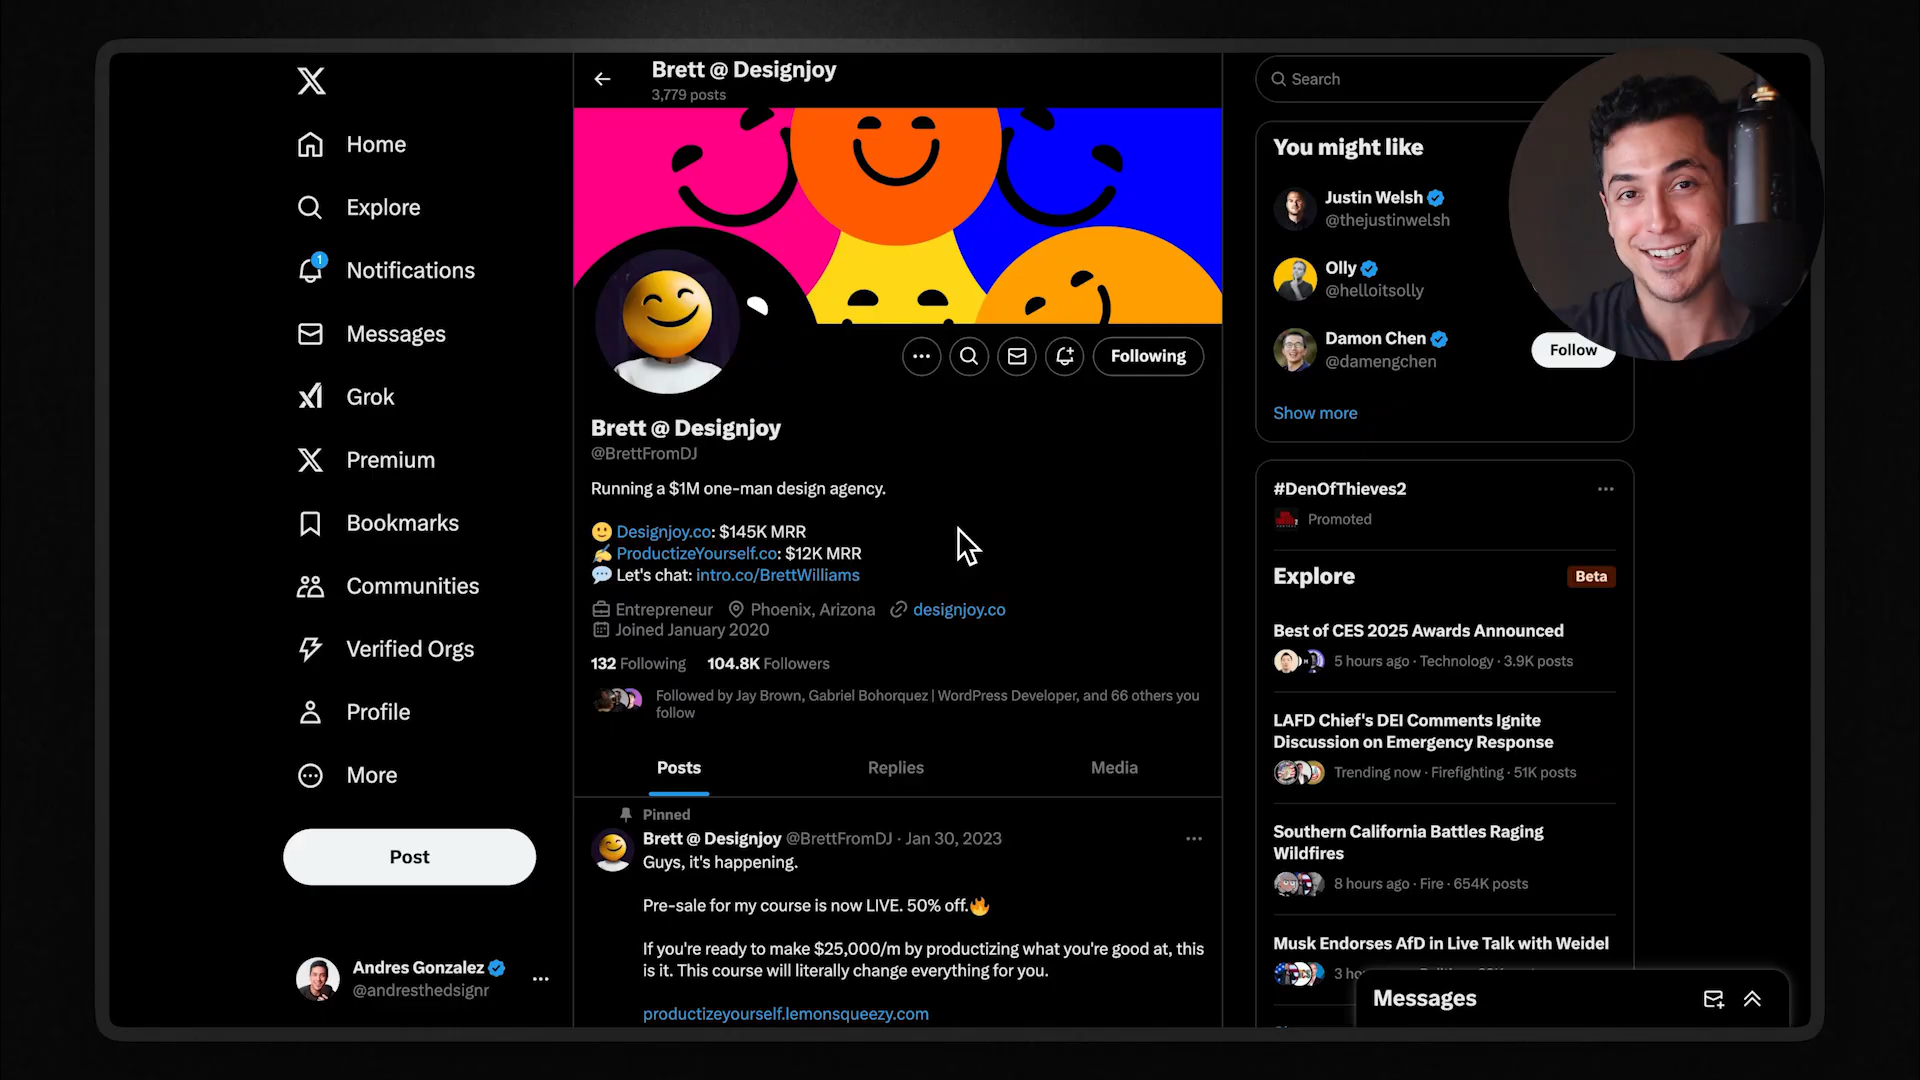 Home
Explore
1
Notifications
Messages
Grok
Premium
Bookmarks
Communities
Verified Orgs
Profile
More
Post
Andres Gonzalez
@andresthedsignr
Brett @ Designjoy
3,779 posts
Following
Brett @ Designjoy
@BrettFromDJ
Running a $1M one-man design agency.
Designjoy.co: $145K MRR
ProductizeYourself.co: $12K MRR
Let's chat: intro.co/BrettWilliams
Entrepreneur Phoenix, Arizona designjoy.co
Joined January 2020
132 Following 104.8K Followers
Followed by Jay Brown, Gabriel Bohorquez | WordPress Developer, and 66 others you
follow
Posts Replies Media
Pinned
Brett @ Designjoy @BrettFromDJ · Jan 30, 2023
Guys, it's happening.
Pre-sale for my course is now LIVE. 50% off.
If you're ready to make $25,000/m by productizing what you're good at, this
is it. This course will literally change everything for you.
productizeyourself.lemonsqueezy.com
Search
You might like
Justin Welsh
@thejustinwelsh
Olly
@helloitsolly
Damon Chen
@damengchen
Follow
Show more
#DenOfThieves2
Promoted
Explore
Beta
Best of CES 2025 Awards Announced
5 hours ago · Technology · 3.9K posts
LAFD Chief's DEI Comments Ignite
Discussion on Emergency Response
Trending now · Firefighting · 51K posts
Southern California Battles Raging
Wildfires
8 hours ago · Fire · 654K posts
Musk Endorses AfD in Live Talk with Weidel
Messages